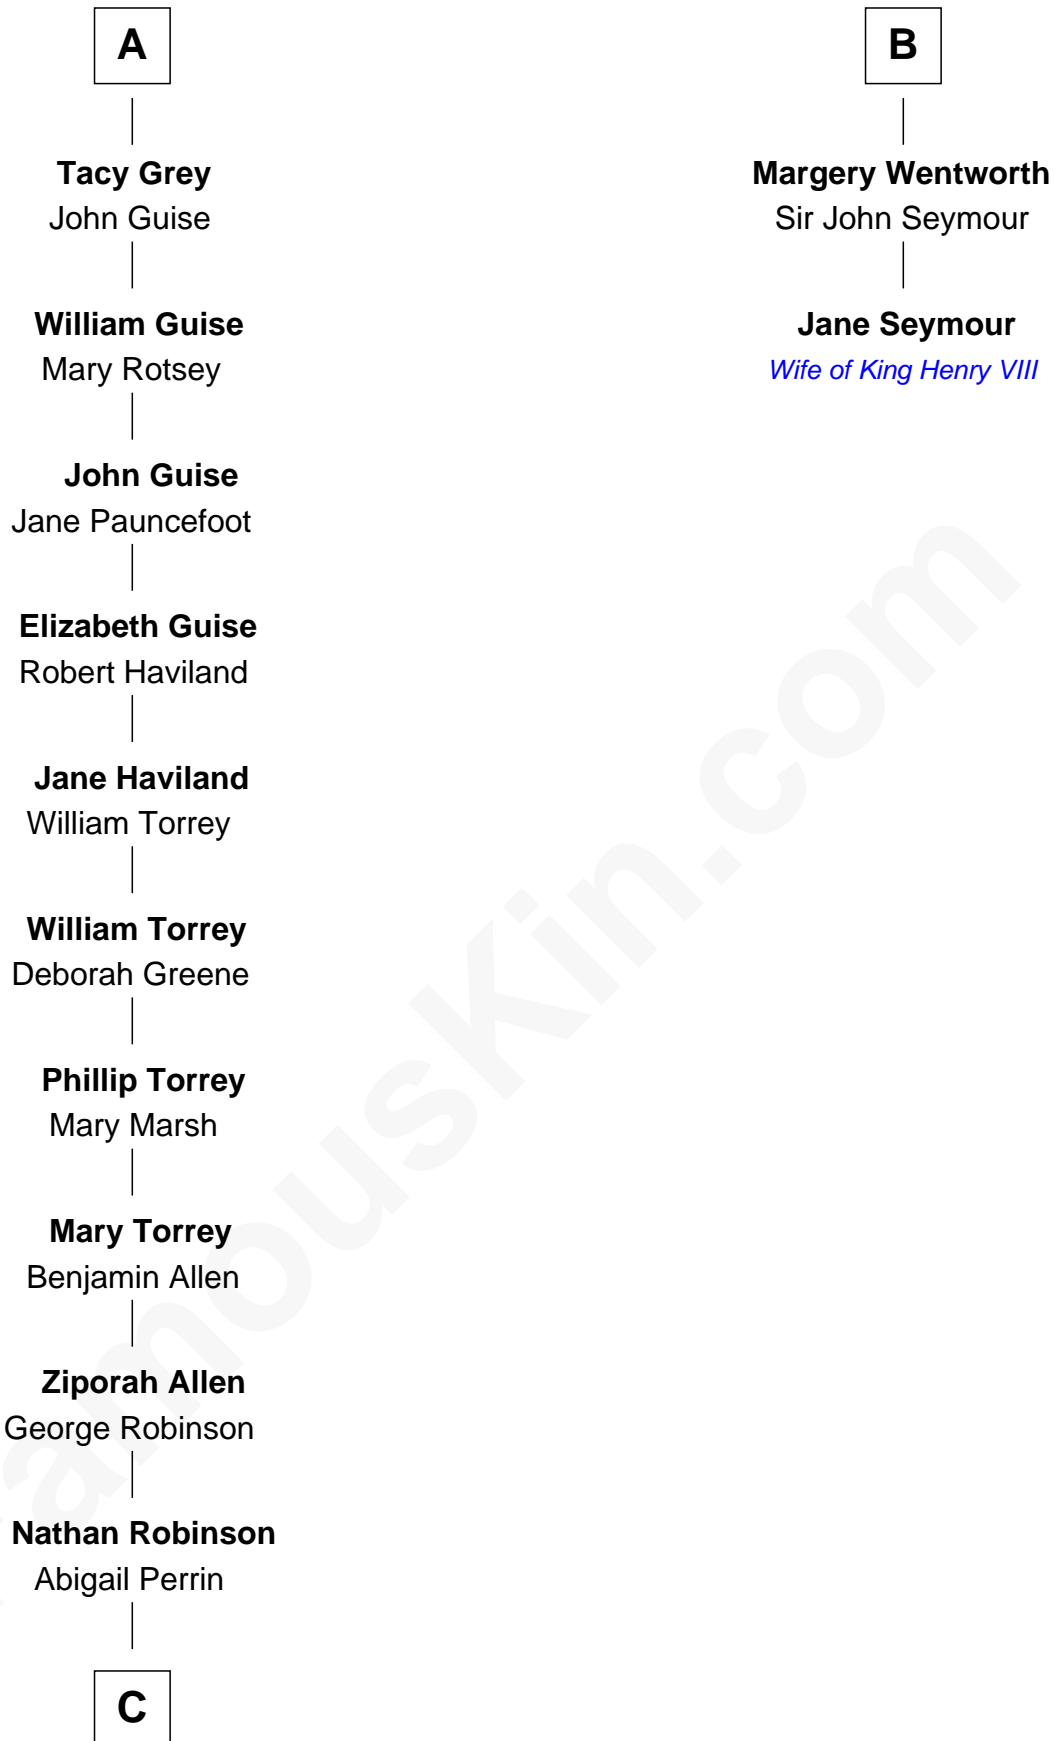 A
Tacy Grey
John Guise
William Guise
Mary Rotsey
John Guise
Jane Pauncefoot
Elizabeth Guise
Robert Haviland
Jane Haviland
William Torrey
William Torrey
Deborah Greene
Phillip Torrey
Mary Marsh
Mary Torrey
Benjamin Allen
Ziporah Allen
George Robinson
Nathan Robinson
Abigail Perrin
C
B
Margery Wentworth
Sir John Seymour
Jane Seymour
Wife of King Henry VIII
famouskin.com